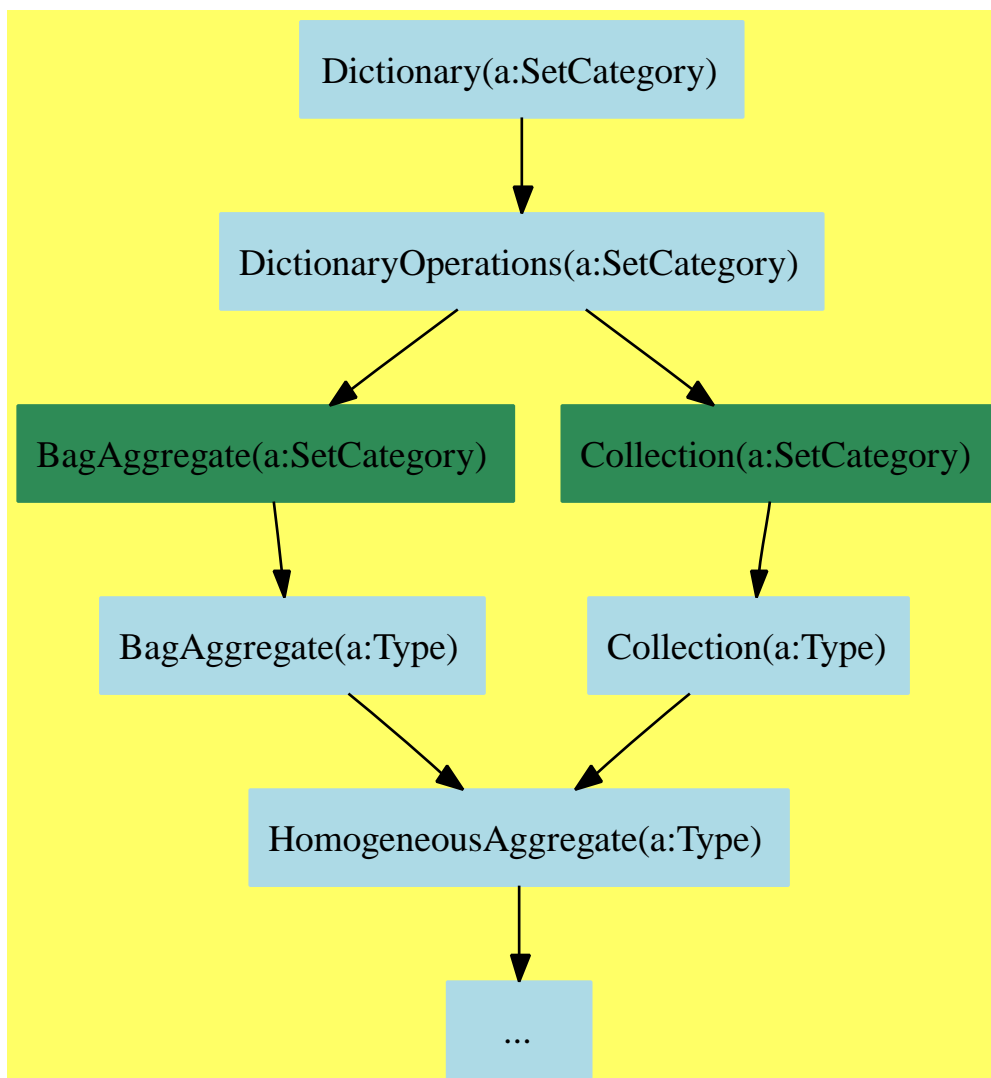 Dictionary(a:SetCategory)
DictionaryOperations(a:SetCategory)
BagAggregate(a:SetCategory)
Collection(a:SetCategory)
BagAggregate(a:Type)
Collection(a:Type)
HomogeneousAggregate(a:Type)
...